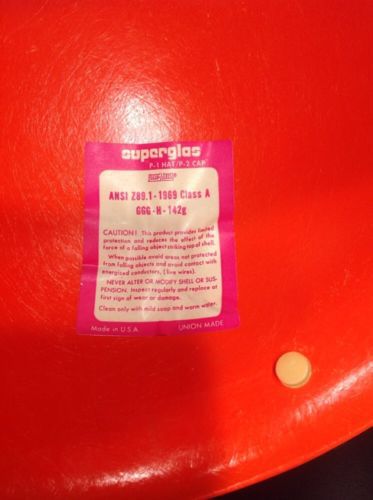 superglas
P-1 HAT/P-2 CAP
ANSI Z89.1-1969 Class A
GGG-H-142g
CAUTION! This product provides limited
protection and reduces the effect of the
force of a falling object striking top of shell.
When possible avoid areas not protected
from falling objects and avoid contact with
energized conductors, (live wires).
NEVER ALTER OR MODIFY SHELL OR SUS-
PENSION. Inspect regularly and replace at
first sign of wear or damage.
Clean only with mild soap and warm water.
Made in U.S.A. UNION MADE